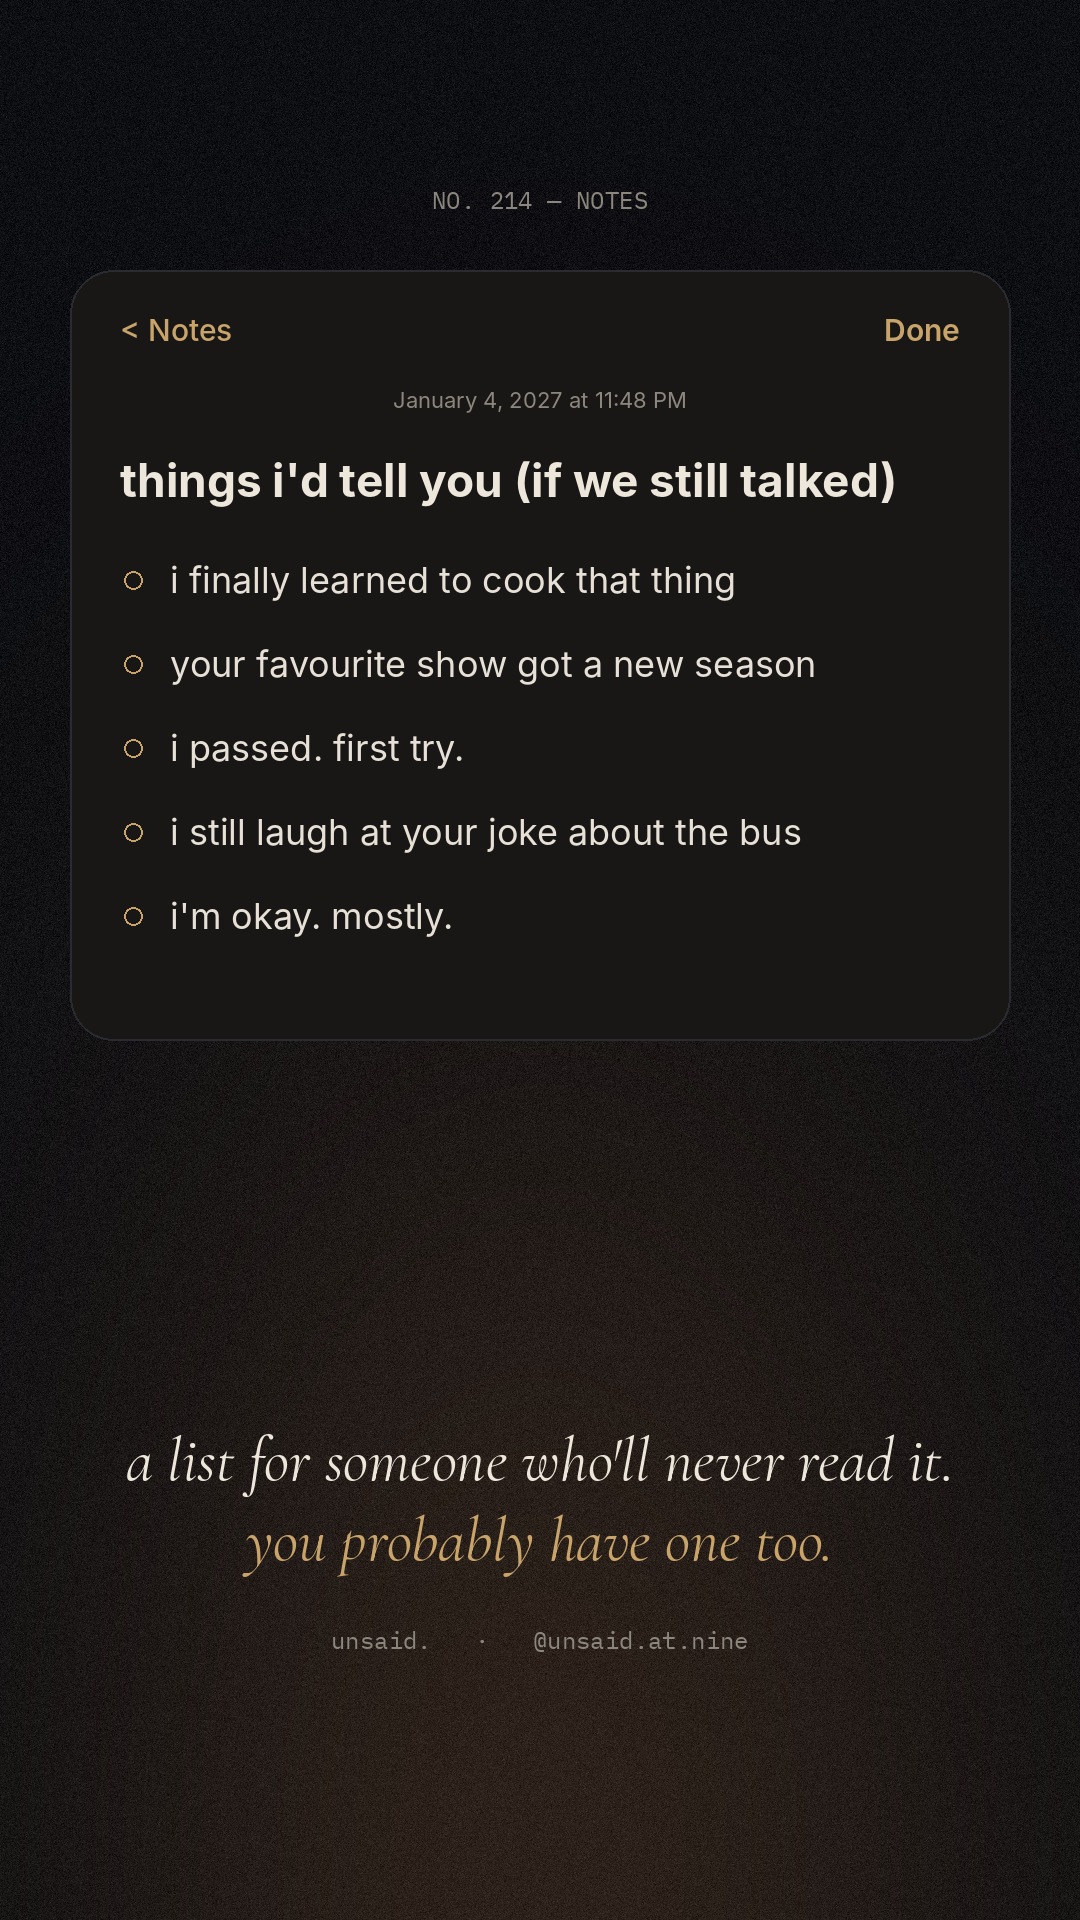 NO. 214 — NOTES
< Notes
Done
January 4, 2027 at 11:48 PM
things i'd tell you (if we still talked)
i finally learned to cook that thing
your favourite show got a new season
i passed. first try.
i still laugh at your joke about the bus
i'm okay. mostly.
a list for someone who'll never read it.
you probably have one too.
unsaid. · @unsaid.at.nine